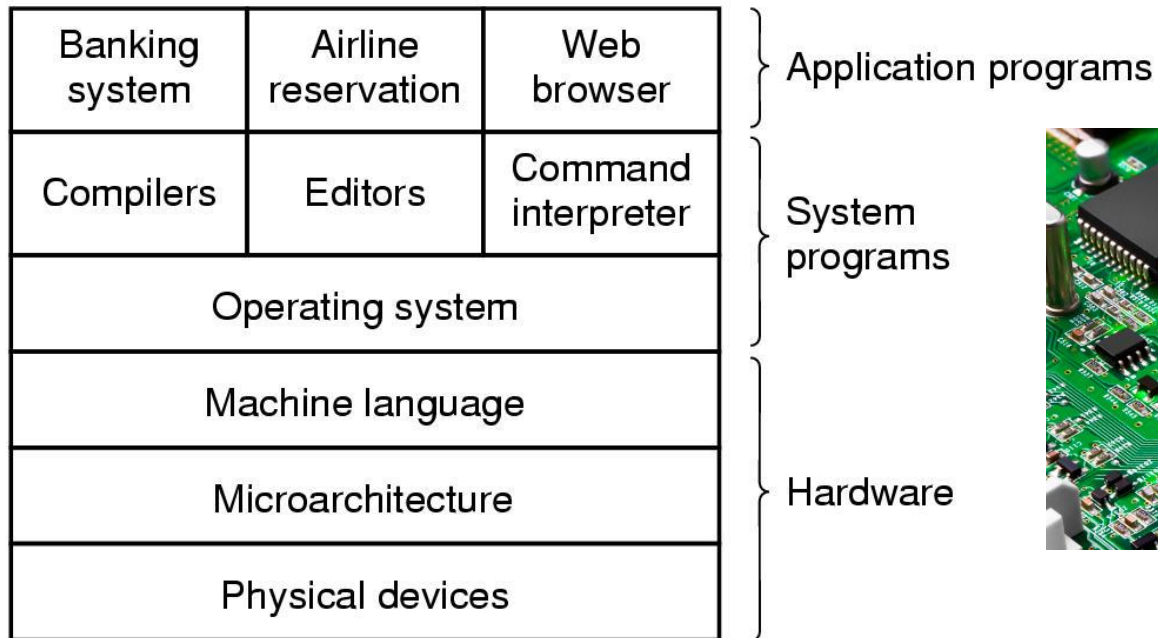 Banking
system
Airline
reservation
Web
browser
Application programs
Compilers
Editors
Command
interpreter
System
programs
Operating system
Machine language
Microarchitecture
Hardware
Physical devices